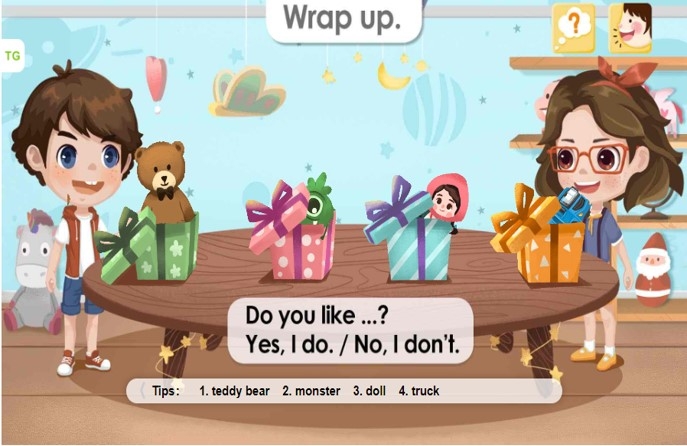 Wrap up.
TG
?
Do you like ...?
Yes, I do. / No, I don't.
Tips: 1. teddy bear 2. monster 3. doll 4. truck